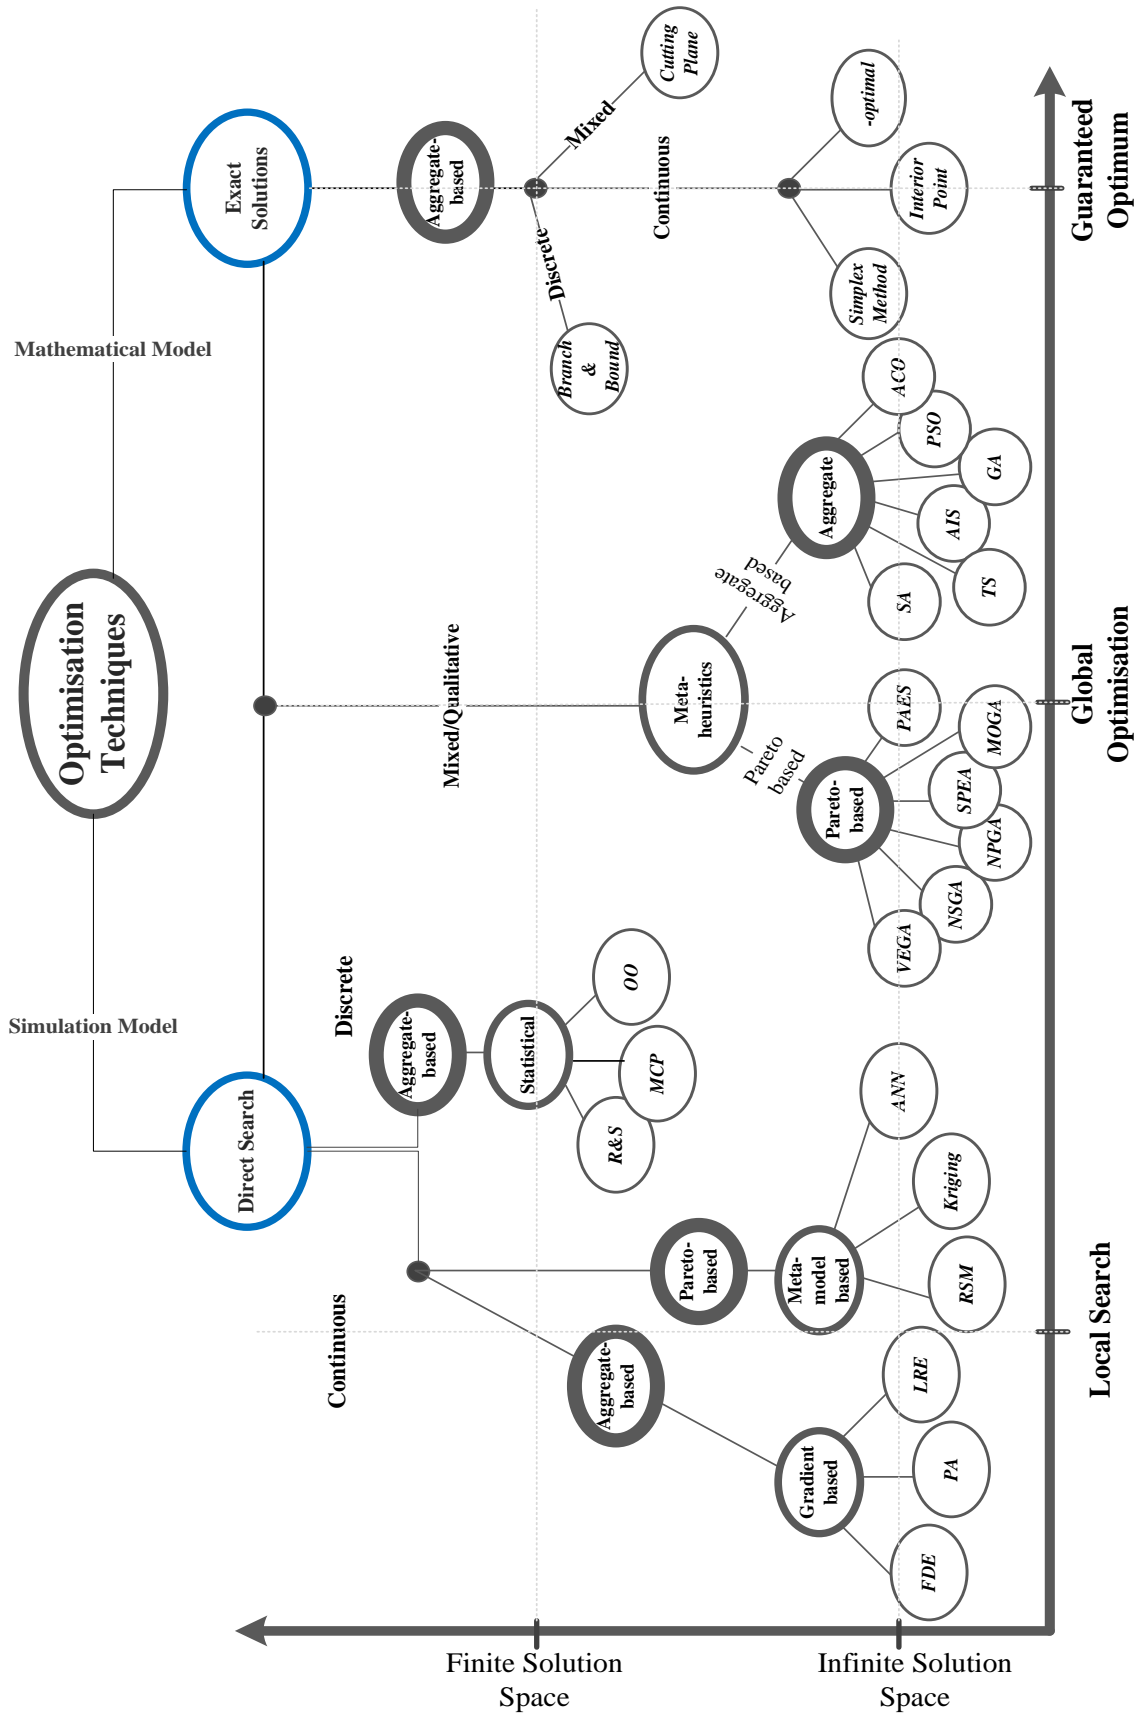 Optimisation
Techniques
Simulation Model
Mathematical Model
Direct Search
Exact
Solutions
Continuous
Discrete
Mixed/Qualitative
Aggregate-
based
Statistical
R&S
MCP
OO
Aggregate-
based
Gradient
based
FDE
PA
LRE
Pareto-
based
Meta-
model
based
RSM
Kriging
ANN
Meta-
heuristics
Pareto
based
Aggregate
based
Pareto-
based
VEGA
NSGA
NPGA
SPEA
MOGA
PAES
Aggregate
SA
TS
AIS
GA
PSO
ACO
Aggregate-
based
Discrete
Mixed
Continuous
Branch
&
Bound
Cutting
Plane
Simplex
Method
Interior
Point
-optimal
Finite Solution
Space
Infinite Solution
Space
Local Search
Global
Optimisation
Guaranteed
Optimum